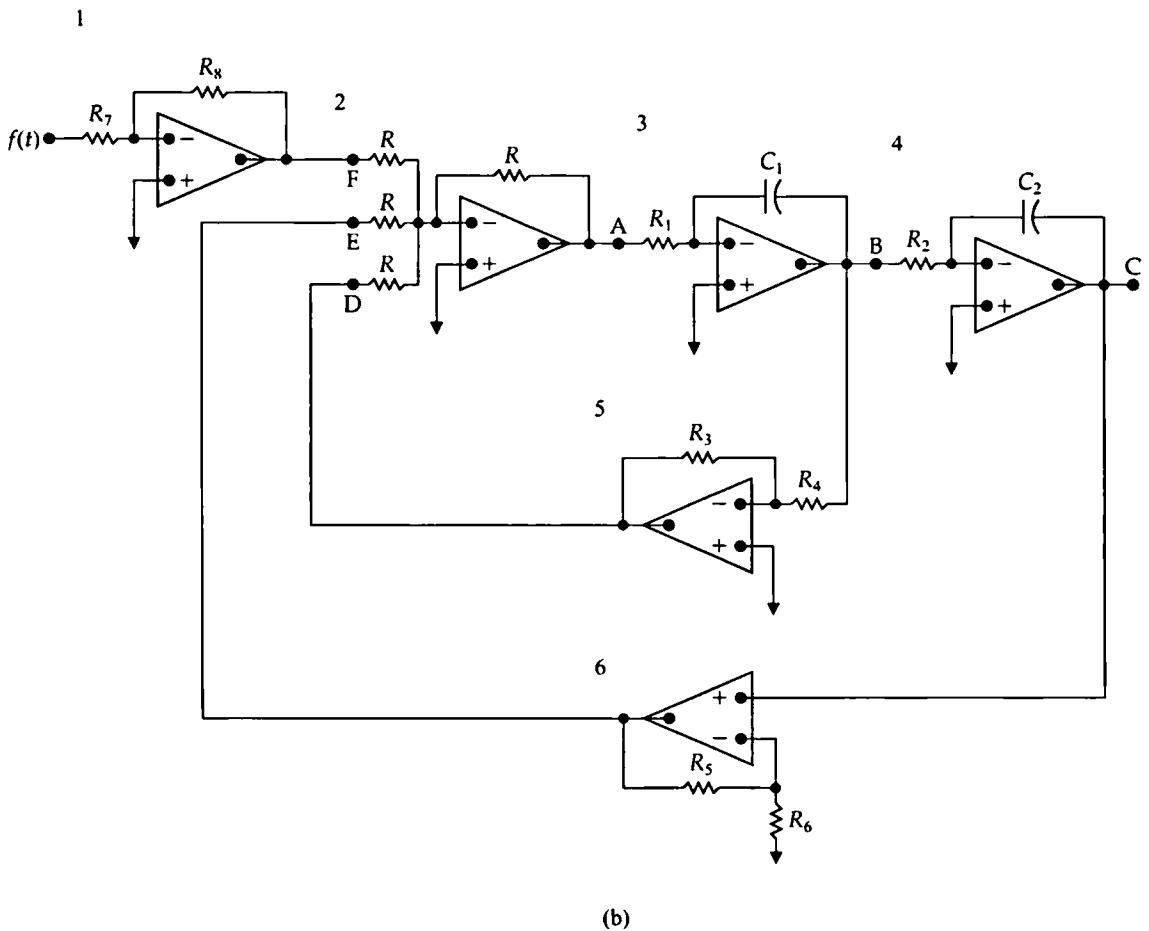 1
R₈
R₇
f(t)
−
+
2
R
F
R
E
R
D
R
−
+
A
3
R₁
C₁
−
+
B
4
R₂
C₂
−
+
C
5
R₃
R₄
−
+
6
+
−
R₅
R₆
(b)